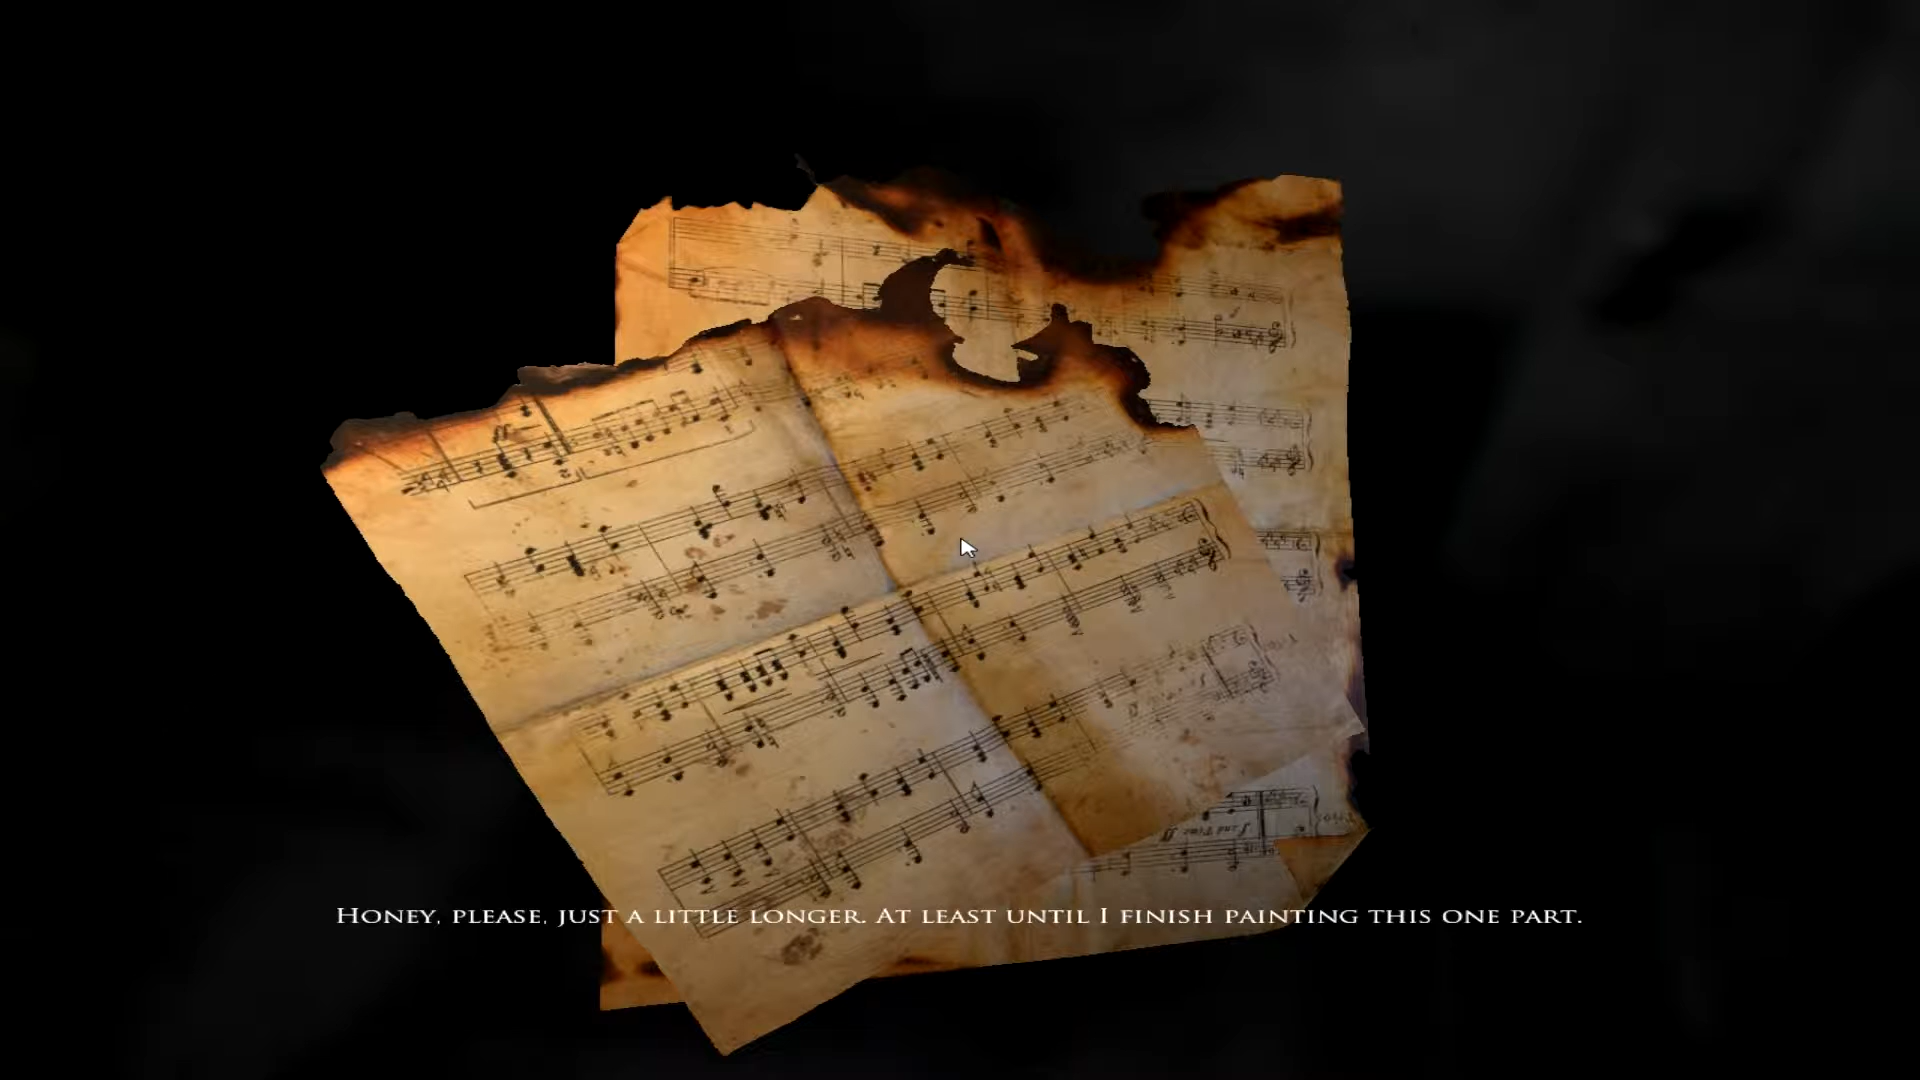 HONEY, PLEASE, JUST A LITTLE LONGER. AT LEAST UNTIL I FINISH PAINTING THIS ONE PART.